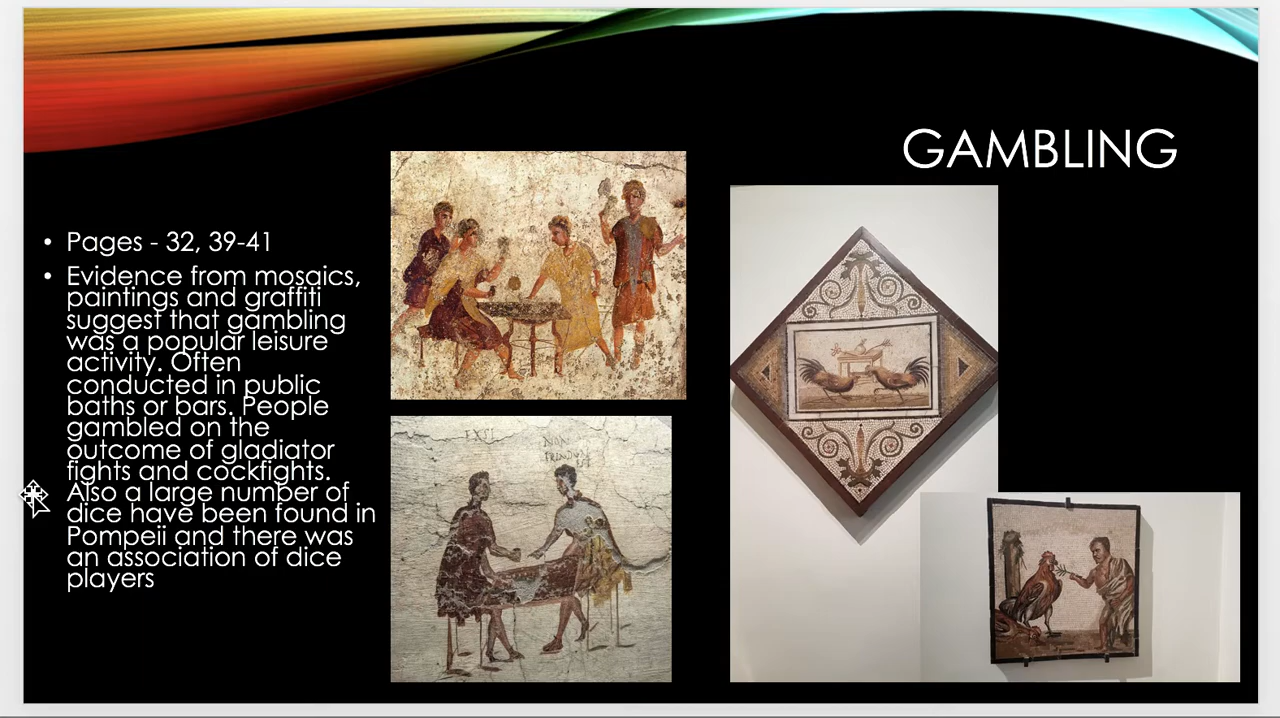 GAMBLING
• Pages - 32, 39-41
• Evidence from mosaics,
paintings and graffiti
suggest that gambling
was a popular leisure
activity. Often
conducted in public
baths or bars. People
gambled on the
outcome of gladiator
fights and cockfights.
Also a large number of
dice have been found in
Pompeii and there was
an association of dice
players